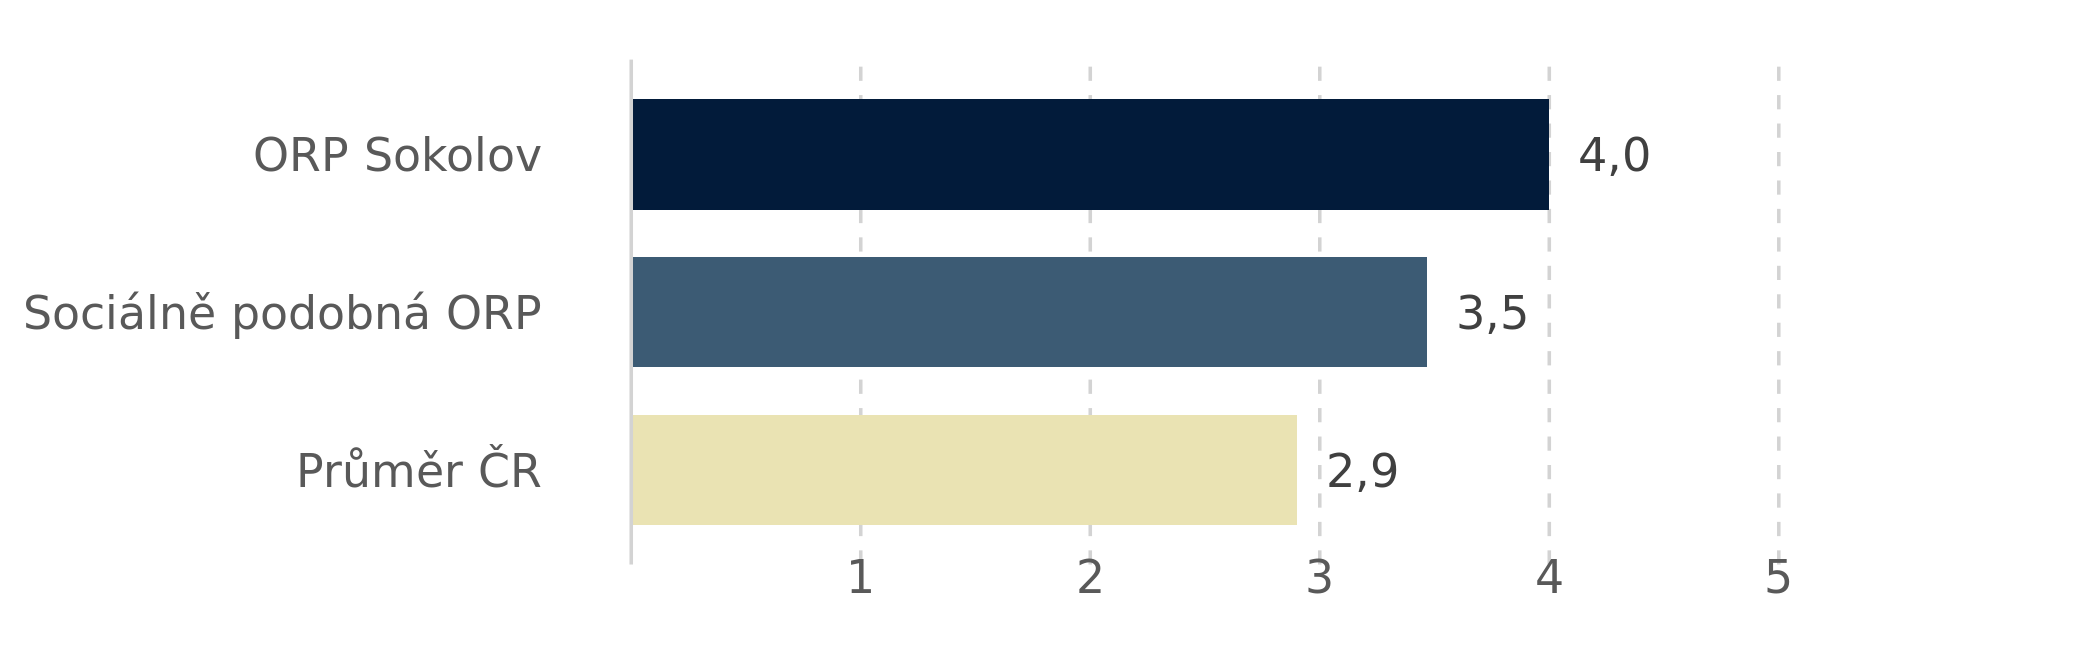 ORP Sokolov 4,0
Sociálně podobná ORP 3,5
Průměr ČR 2,9
1 2 3 4 5